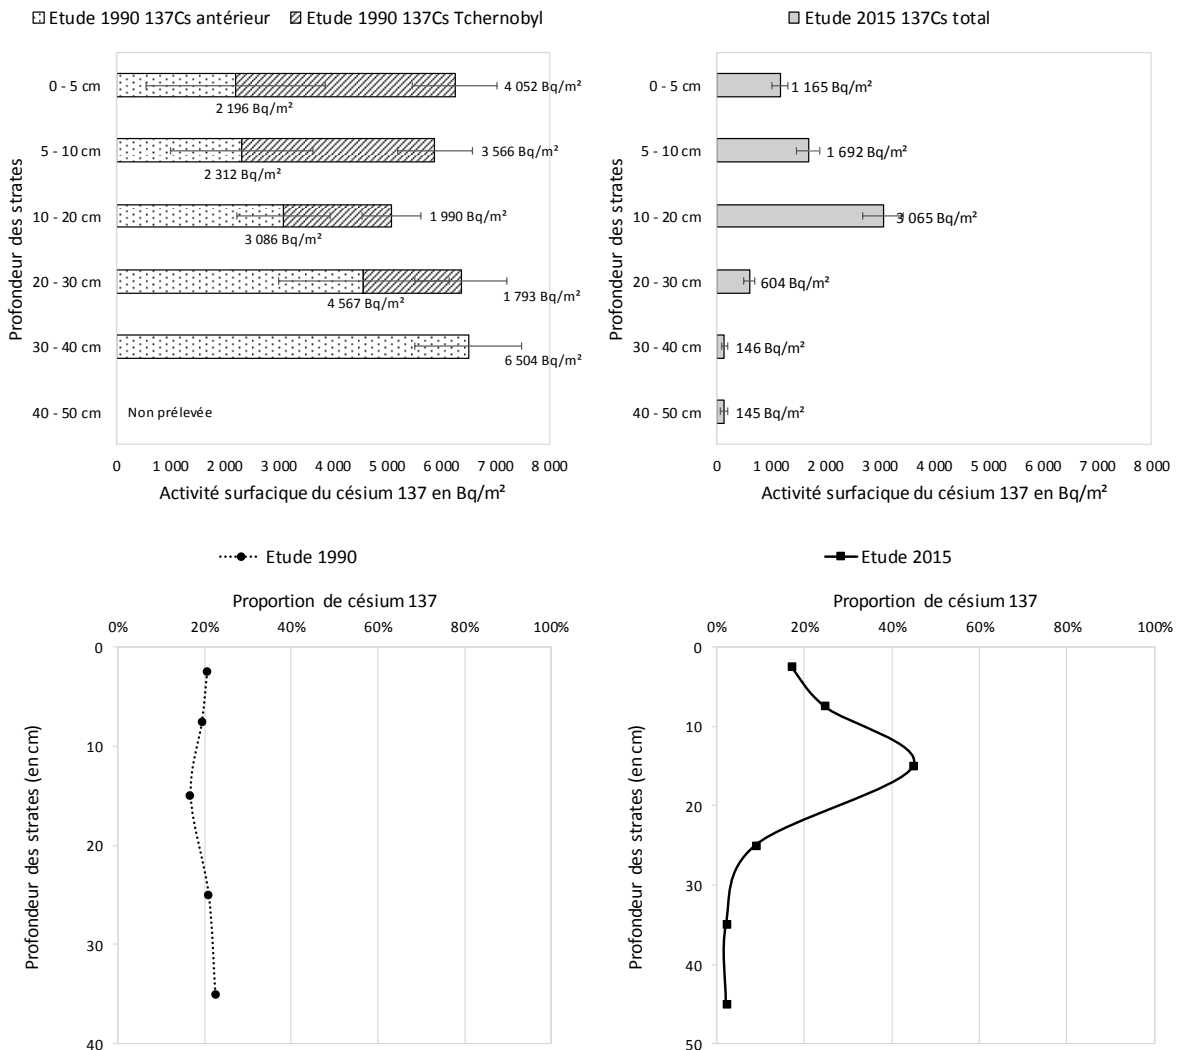 Etude 1990 137Cs antérieur
Etude 1990 137Cs Tchernobyl
Profondeur des strates
0 - 5 cm
4 052 Bq/m²
2 196 Bq/m²
5 - 10 cm
3 566 Bq/m²
2 312 Bq/m²
10 - 20 cm
1 990 Bq/m²
3 086 Bq/m²
20 - 30 cm
1 793 Bq/m²
4 567 Bq/m²
30 - 40 cm
6 504 Bq/m²
40 - 50 cm
Non prélevée
0 1 000 2 000 3 000 4 000 5 000 6 000 7 000 8 000
Activité surfacique du césium 137 en Bq/m²
Etude 2015 137Cs total
Profondeur des strates
0 - 5 cm
1 165 Bq/m²
5 - 10 cm
1 692 Bq/m²
10 - 20 cm
3 065 Bq/m²
20 - 30 cm
604 Bq/m²
30 - 40 cm
146 Bq/m²
40 - 50 cm
145 Bq/m²
0 1 000 2 000 3 000 4 000 5 000 6 000 7 000 8 000
Activité surfacique du césium 137 en Bq/m²
Etude 1990
Proportion de césium 137
0% 20% 40% 60% 80% 100%
Profondeur des strates (en cm)
0
10
20
30
40
Etude 2015
Proportion de césium 137
0% 20% 40% 60% 80% 100%
Profondeur des strates (en cm)
0
10
20
30
40
50